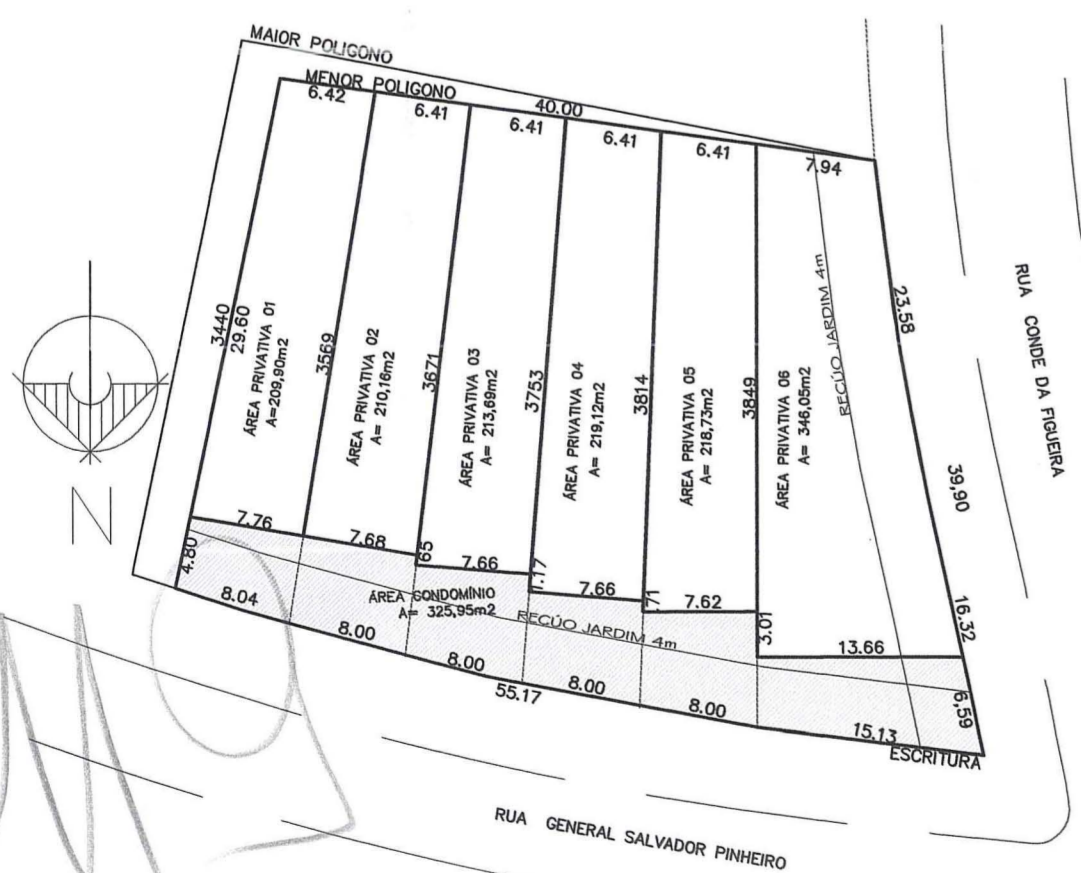 MAIOR POLIGONO
MENOR POLIGONO
40.00
6.42
6.41
6.41
6.41
6.41
7.94
3440
29.60
ÁREA PRIVATIVA 01
A=209,90m2
3569
ÁREA PRIVATIVA 02
A= 210,16m2
3671
ÁREA PRIVATIVA 03
A= 213,69m2
3753
ÁREA PRIVATIVA 04
A= 219,12m2
3814
ÁREA PRIVATIVA 05
A= 218,73m2
3849
ÁREA PRIVATIVA 06
A= 346,05m2
RECÚO JARDIM 4m
23.58
39,90
16.32
6,59
RUA CONDE DA FIGUEIRA
N
4.80
7.76
7.68
65
7.66
1.17
7.66
71
7.62
3.01
13.66
ÁREA CONDOMÍNIO
A= 325,95m2
RECÚO JARDIM 4m
8.04
8.00
8.00
55.17
8.00
8.00
15.13
ESCRITURA
RUA GENERAL SALVADOR PINHEIRO